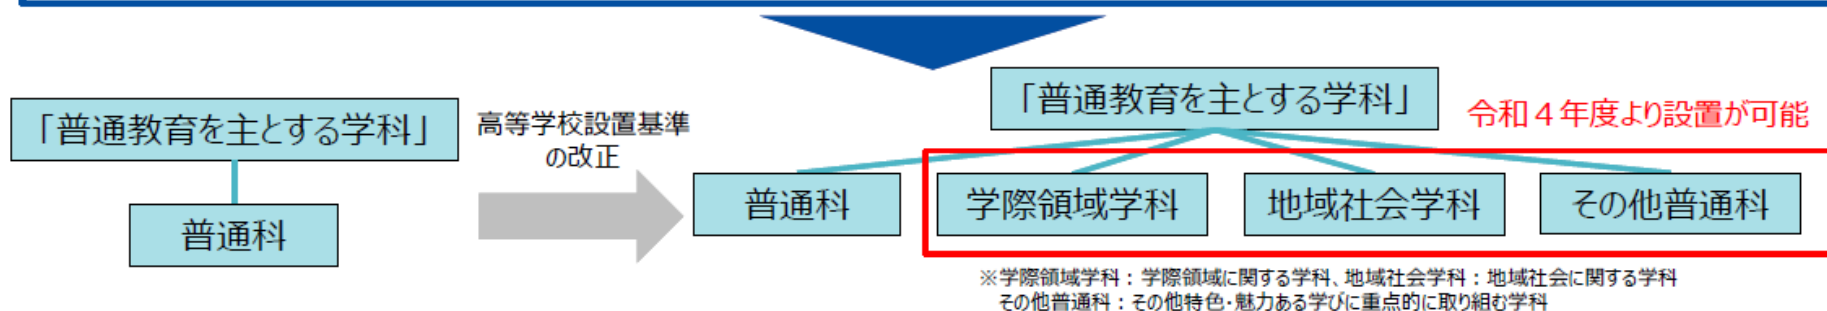 「普通教育を主とする学科」
普通科
高等学校設置基準
の改正
「普通教育を主とする学科」
令和４年度より設置が可能
普通科
学際領域学科
地域社会学科
その他普通科
※学際領域学科：学際領域に関する学科、地域社会学科：地域社会に関する学科
その他普通科：その他特色・魅力ある学びに重点的に取り組む学科